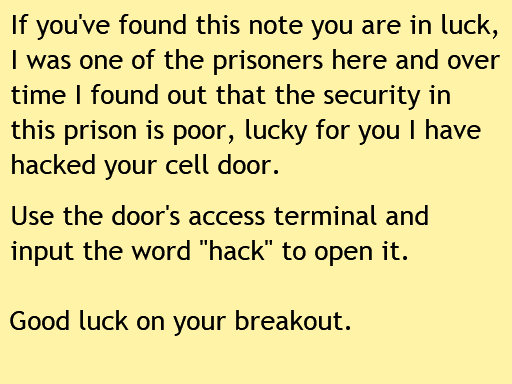 If you've found this note you are in luck,
I was one of the prisoners here and over
time I found out that the security in
this prison is poor, lucky for you I have
hacked your cell door.
Use the door's access terminal and
input the word "hack" to open it.
Good luck on your breakout.